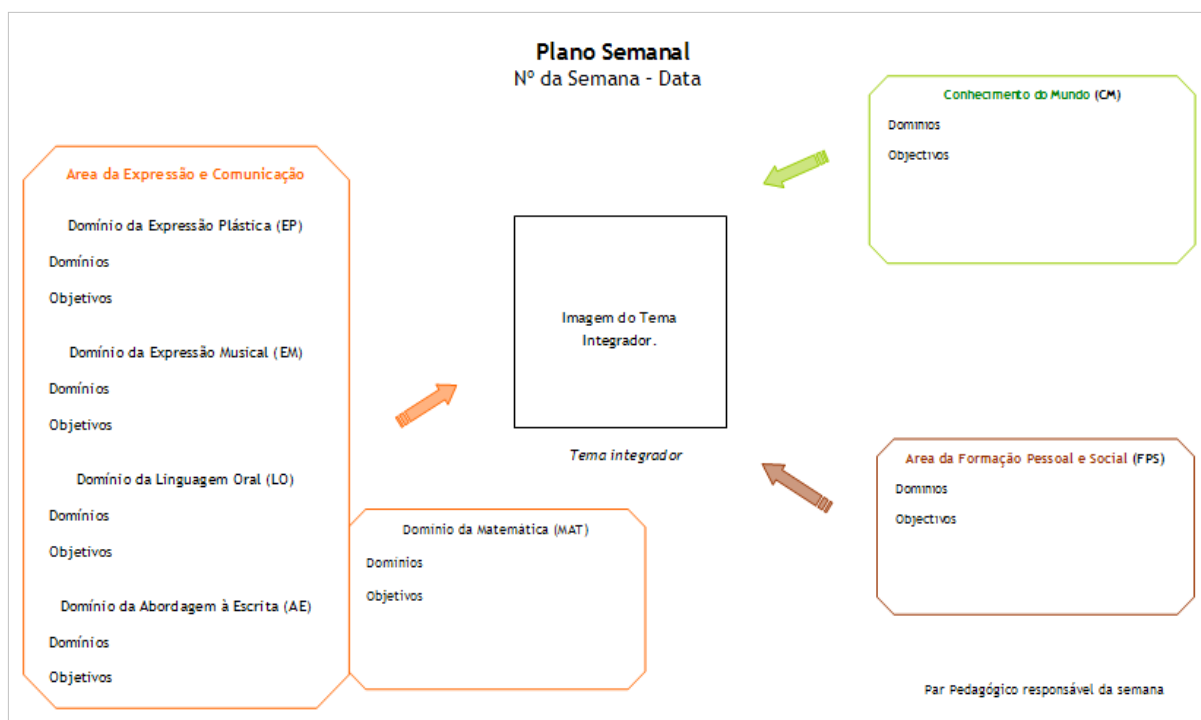 Plano Semanal
Nº da Semana - Data
Area da Expressão e Comunicação
Domínio da Expressão Plástica (EP)
Domínios
Objetivos
Domínio da Expressão Musical (EM)
Domínios
Objetivos
Domínio da Linguagem Oral (LO)
Domínios
Objetivos
Domínio da Abordagem à Escrita (AE)
Domínios
Objetivos
Domínio da Matemática (MAT)
Domínios
Objetivos
Imagem do Tema
Integrador.
Tema integrador
Conhecimento do Mundo (CM)
Domínios
Objectivos
Area da Formação Pessoal e Social (FPS)
Domínios
Objectivos
Par Pedagógico responsável da semana